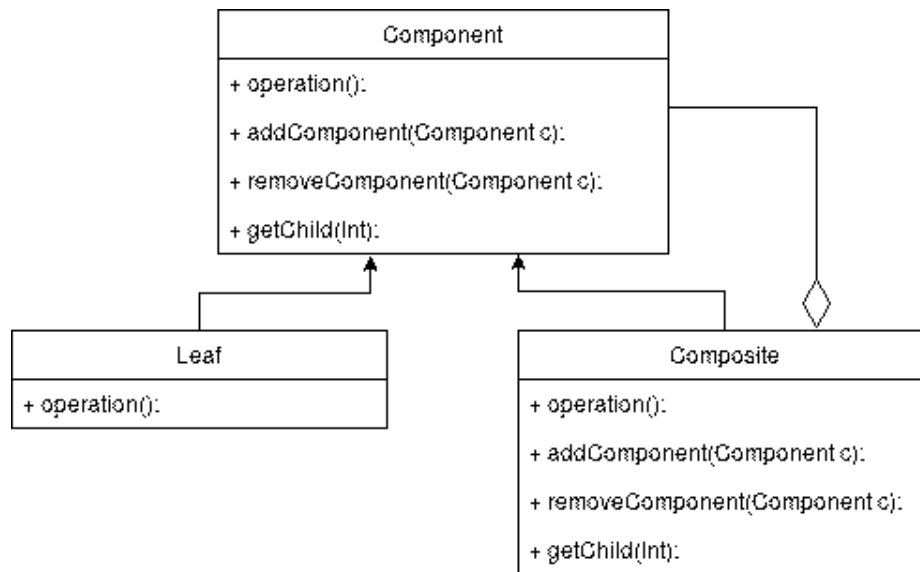 Component
+ operation():
+ addComponent(Component c):
+ removeComponent(Component c):
+ getChild(Int):
Leaf
+ operation():
Composite
+ operation():
+ addComponent(Component c):
+ removeComponent(Component c):
+ getChild(Int):